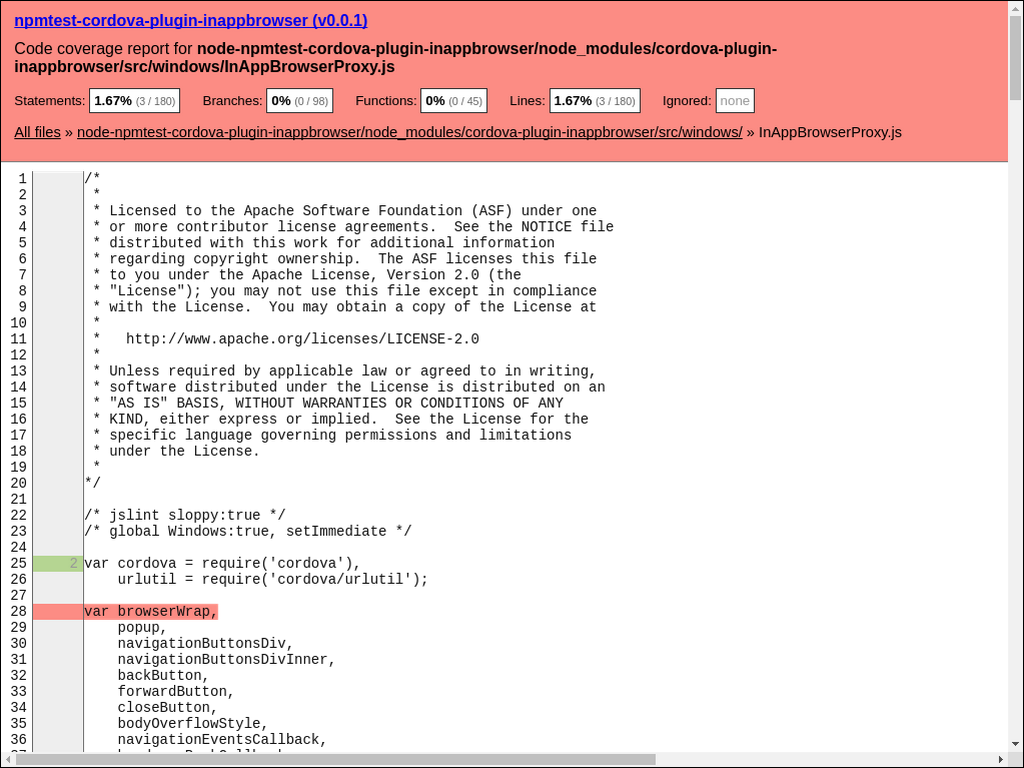 npmtest-cordova-plugin-inappbrowser (v0.0.1)
Code coverage report for node-npmtest-cordova-plugin-inappbrowser/node_modules/cordova-plugin-
inappbrowser/src/windows/InAppBrowserProxy.js
Statements: 1.67% (3 / 180) Branches: 0% (0 / 98) Functions: 0% (0 / 45) Lines: 1.67% (3 / 180) Ignored: none
All files » node-npmtest-cordova-plugin-inappbrowser/node_modules/cordova-plugin-inappbrowser/src/windows/ » InAppBrowserProxy.js
1 /*
2  *
3  * Licensed to the Apache Software Foundation (ASF) under one
4  * or more contributor license agreements.  See the NOTICE file
5  * distributed with this work for additional information
6  * regarding copyright ownership.  The ASF licenses this file
7  * to you under the Apache License, Version 2.0 (the
8  * "License"); you may not use this file except in compliance
9  * with the License.  You may obtain a copy of the License at
10  *
11  *   http://www.apache.org/licenses/LICENSE-2.0
12  *
13  * Unless required by applicable law or agreed to in writing,
14  * software distributed under the License is distributed on an
15  * "AS IS" BASIS, WITHOUT WARRANTIES OR CONDITIONS OF ANY
16  * KIND, either express or implied.  See the License for the
17  * specific language governing permissions and limitations
18  * under the License.
19  *
20 */
21
22 /* jslint sloppy:true */
23 /* global Windows:true, setImmediate */
24
25 2 var cordova = require('cordova'),
26     urlutil = require('cordova/urlutil');
27
28 var browserWrap,
29     popup,
30     navigationButtonsDiv,
31     navigationButtonsDivInner,
32     backButton,
33     forwardButton,
34     closeButton,
35     bodyOverflowStyle,
36     navigationEventsCallback,